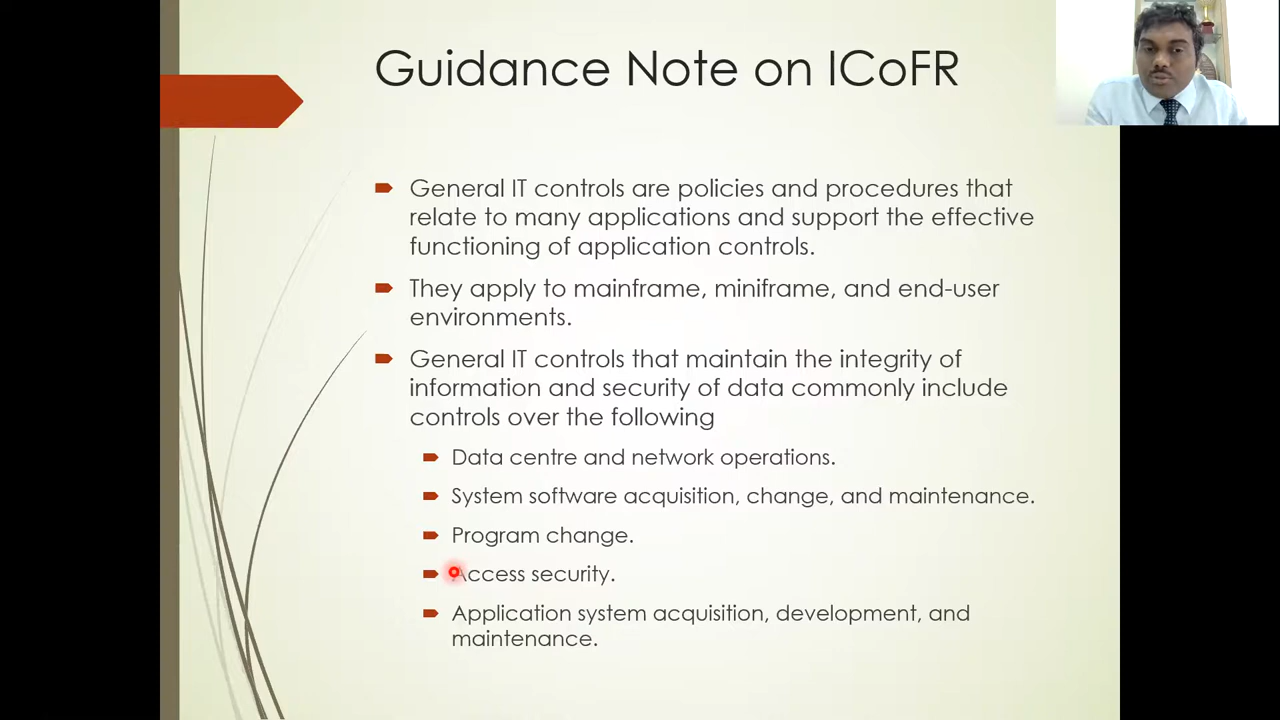 Guidance Note on ICoFR
General IT controls are policies and procedures that
relate to many applications and support the effective
functioning of application controls.
They apply to mainframe, miniframe, and end-user
environments.
General IT controls that maintain the integrity of
information and security of data commonly include
controls over the following
Data centre and network operations.
System software acquisition, change, and maintenance.
Program change.
Access security.
Application system acquisition, development, and
maintenance.